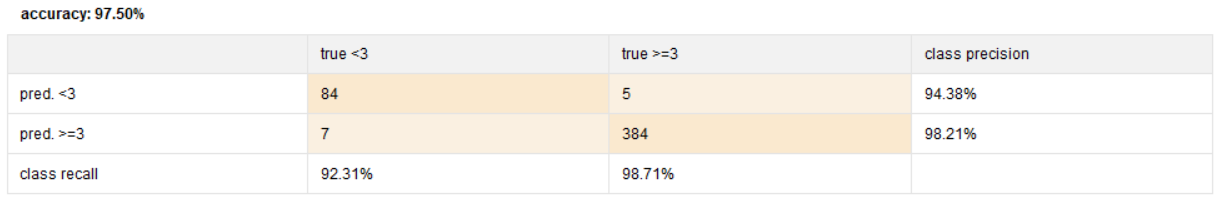 accuracy: 97.50%
true <3 true >=3 class precision
pred. <3 84 5 94.38%
pred. >=3 7 384 98.21%
class recall 92.31% 98.71%